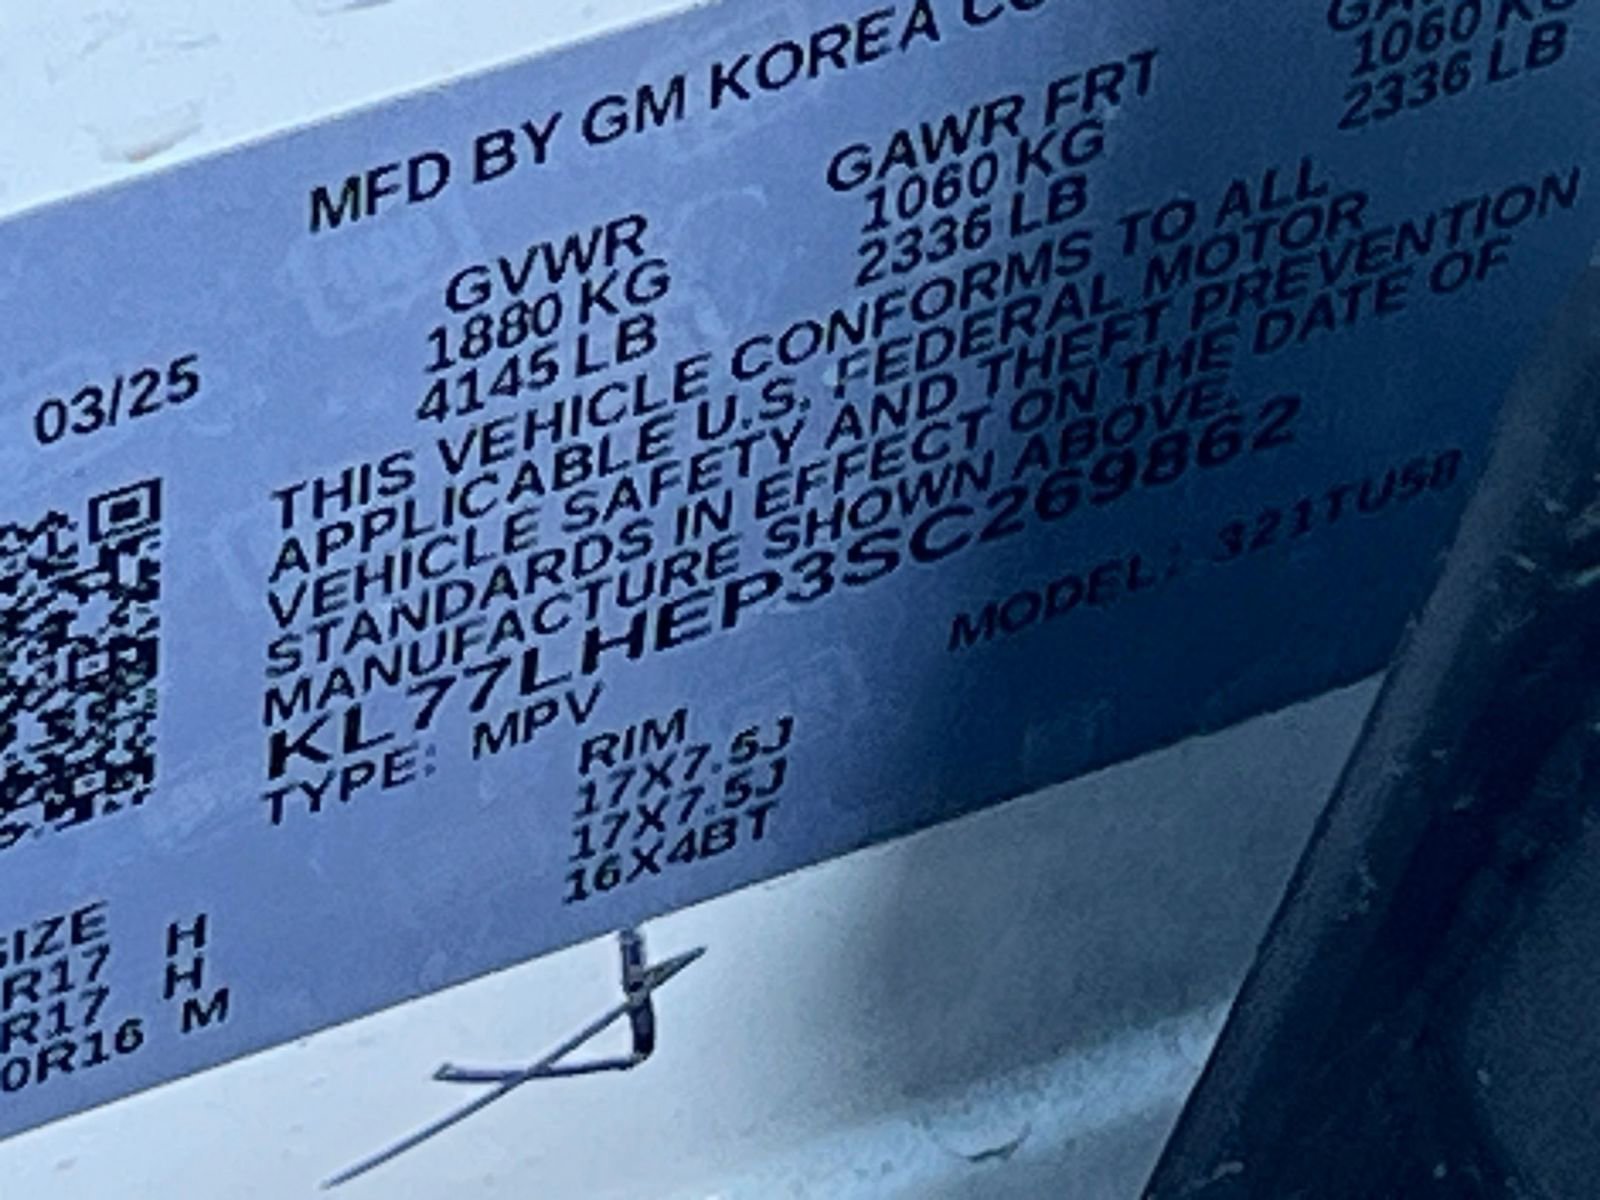 MFD BY GM KOREA
GVWR GAWR FRT
1880 KG 1060 KG 1060
4145 LB 2336 LB 2336 LB
03/25
THIS VEHICLE CONFORMS TO ALL
APPLICABLE U.S. FEDERAL MOTOR
VEHICLE SAFETY AND THEFT PREVENTION
STANDARDS IN EFFECT ON THE DATE OF
MANUFACTURE SHOWN ABOVE.
KL77LHEP3SC269862
TYPE: MPV MODEL: 321TU58
SIZE H RIM
R17 H 17X7.5J
R17 17X7.5J
0R16 M 16X4BT